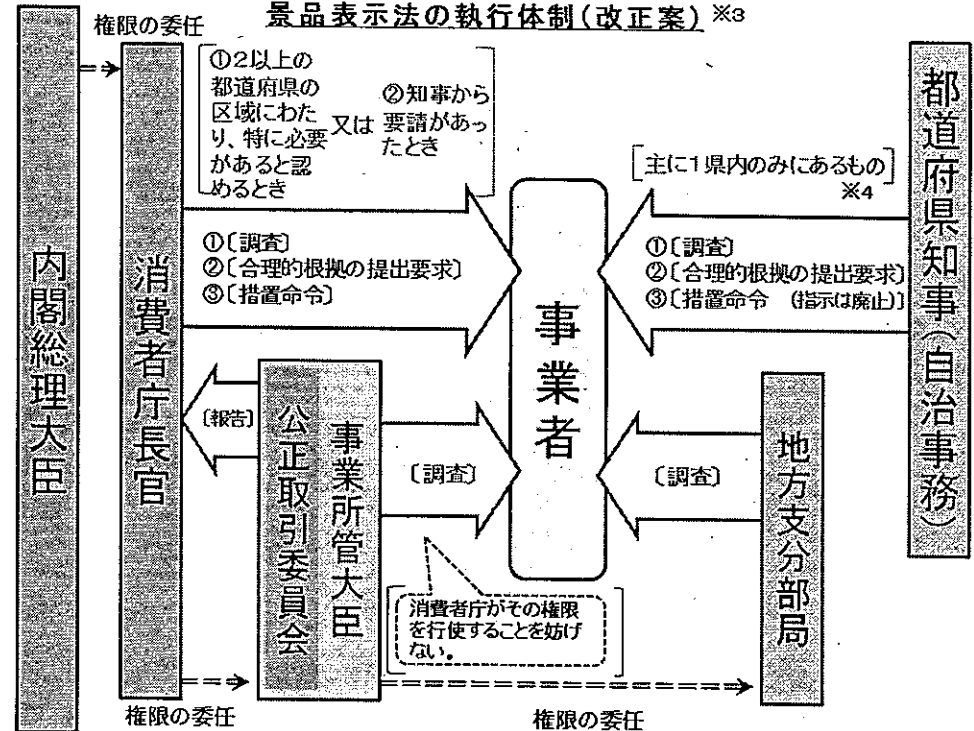 景品表示法の執行体制(改正案) ※3
権限の委任
①2以上の
都道府県の
区域にわた
り、特に必要
があると認
めるとき
又は
②知事から
要請があっ
たとき
[主に1県内のみにあるもの]
※4
内閣総理大臣
消費者庁長官
①〔調査〕
②〔合理的根拠の提出要求〕
③〔措置命令〕
事業者
①〔調査〕
②〔合理的根拠の提出要求〕
③〔措置命令 (指示は廃止)〕
都道府県知事(自治事務)
〔報告〕
公正取引委員会
事業所管大臣
〔調査〕
〔調査〕
地方支分部局
消費者庁がその権限
を行使することを妨げ
ない。
権限の委任
権限の委任